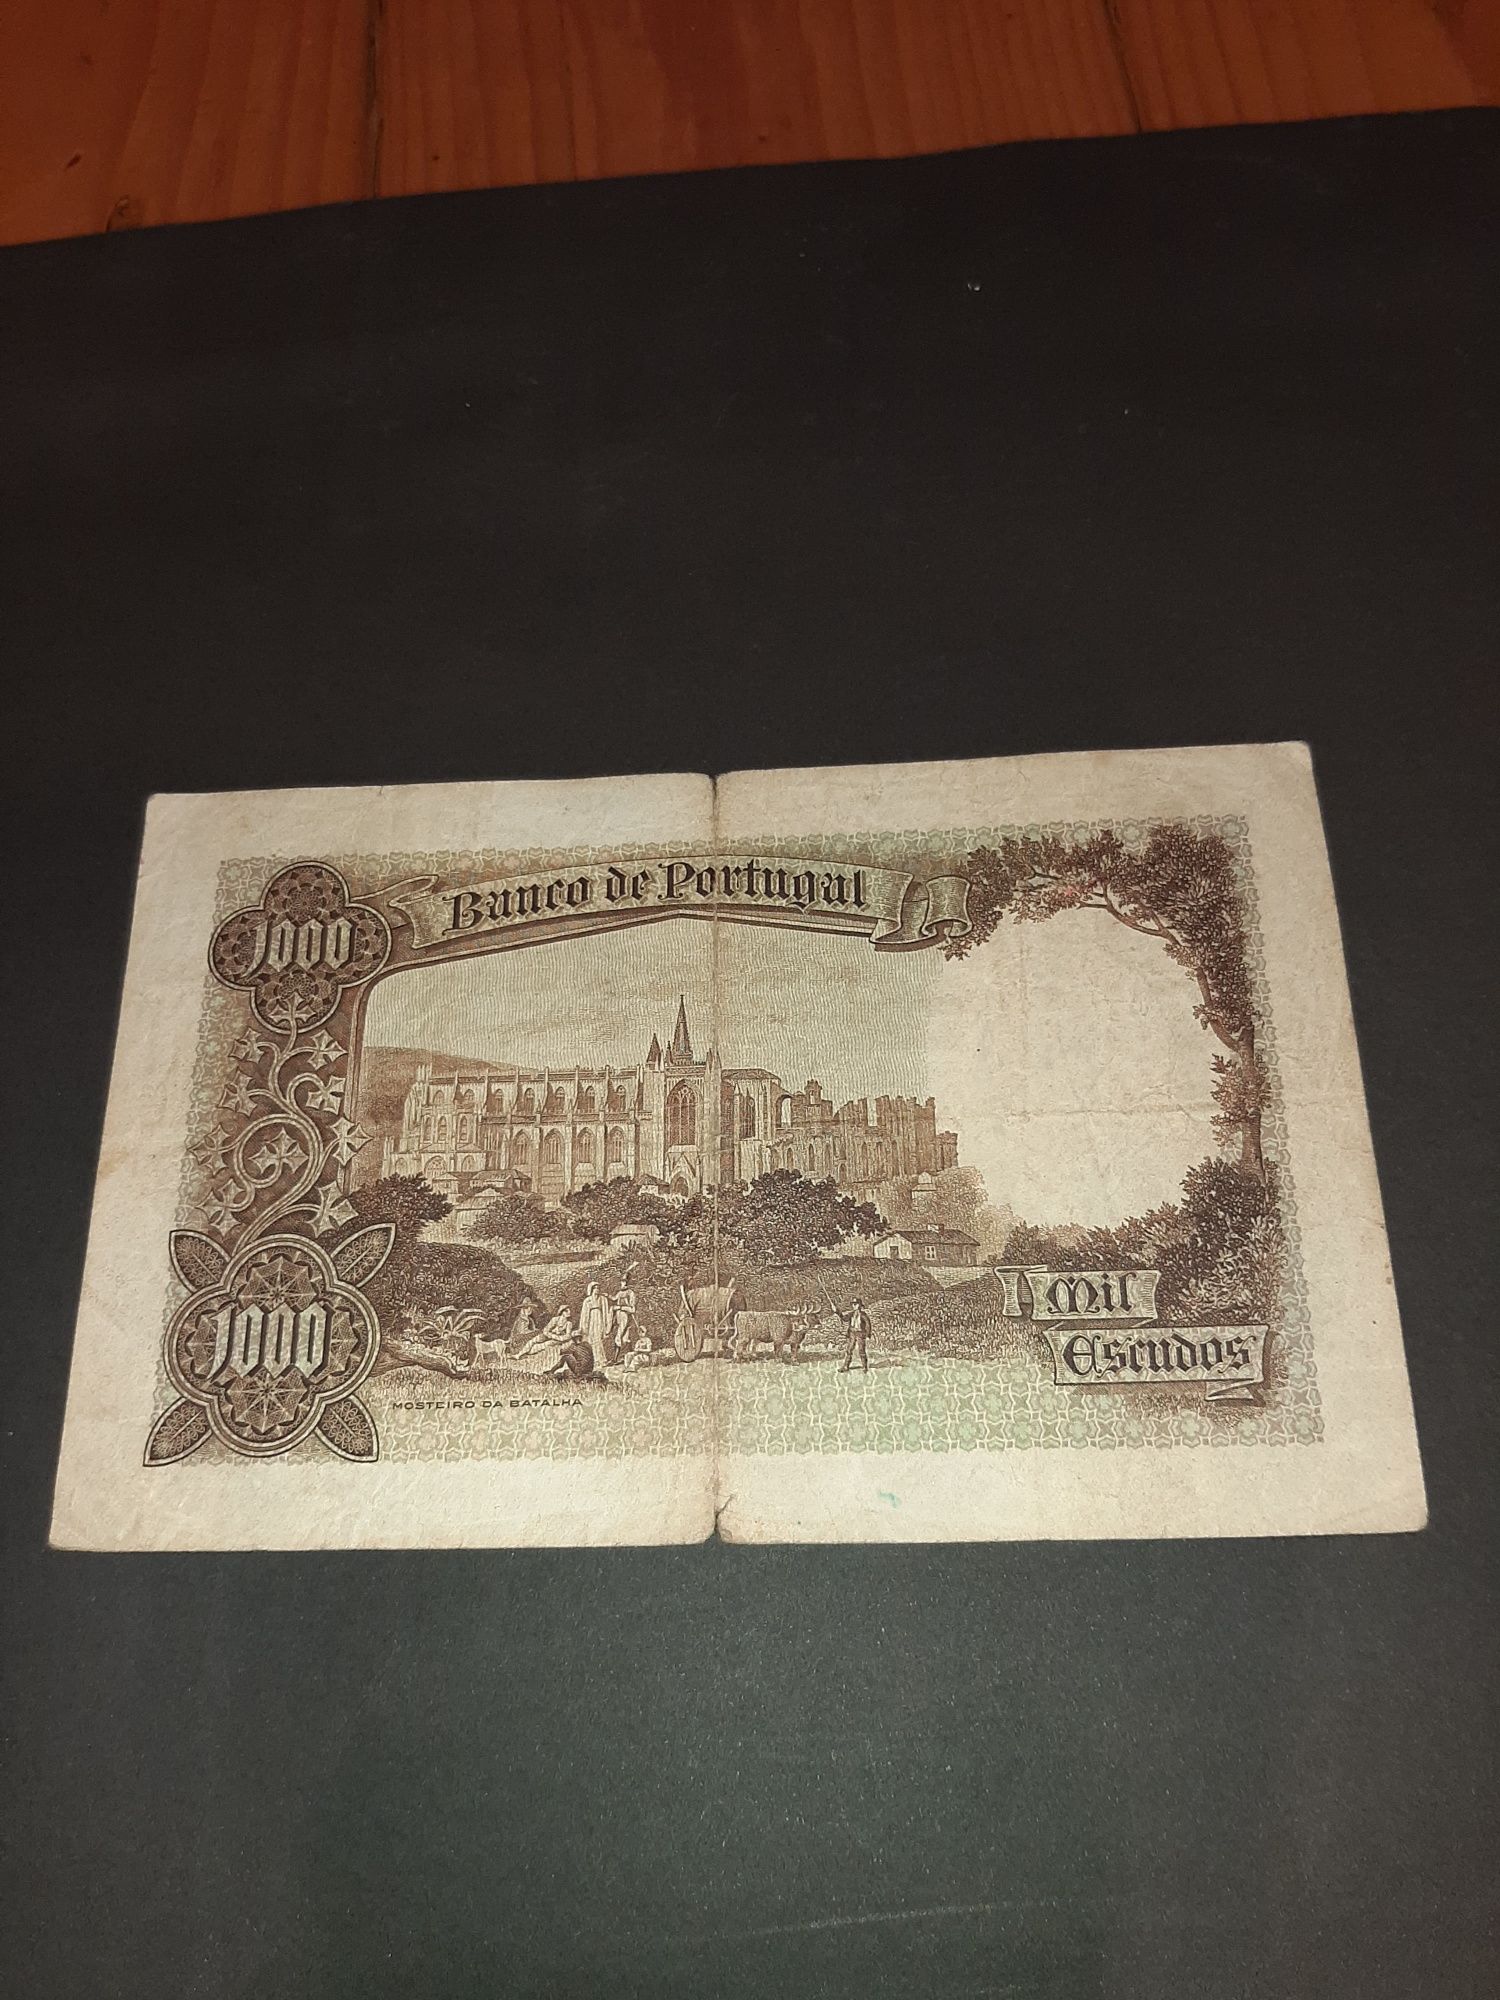 1000
Banco de Portugal
1000
Mil
Escudos
MOSTEIRO DA BATALHA